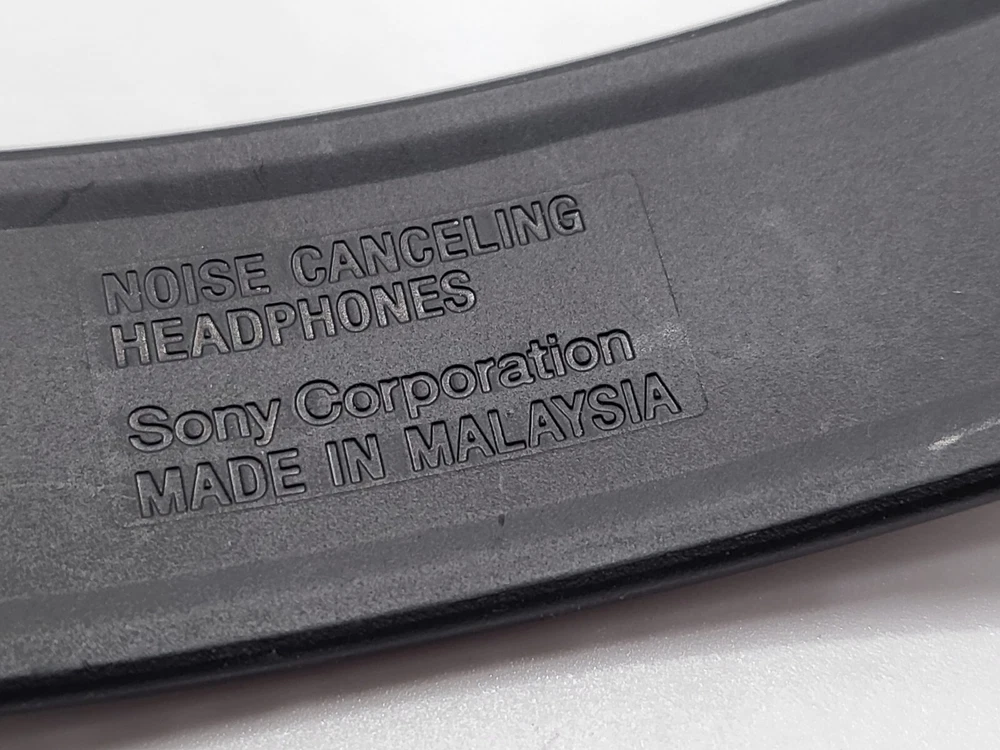 NOISE CANCELING
HEADPHONES
Sony Corporation
MADE IN MALAYSIA